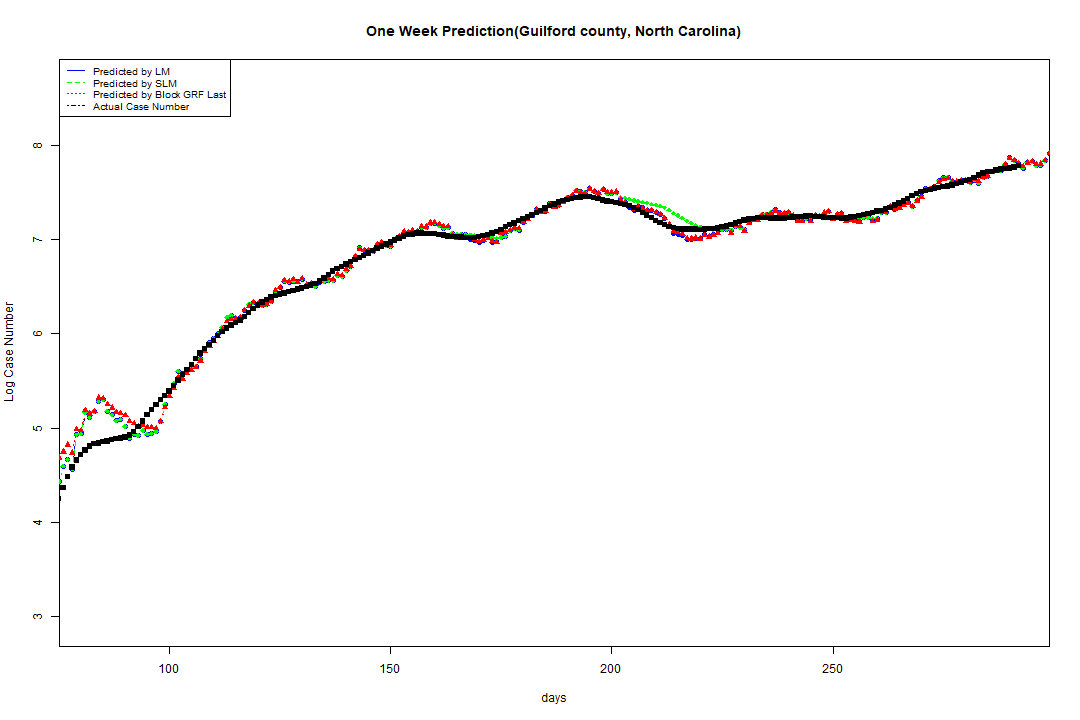 One Week Prediction(Guilford county, North Carolina)
Predicted by LM
Predicted by SLM
Predicted by Block GRF Last
Actual Case Number
8
7
6
5
4
3
Log Case Number
100 150 200 250
days